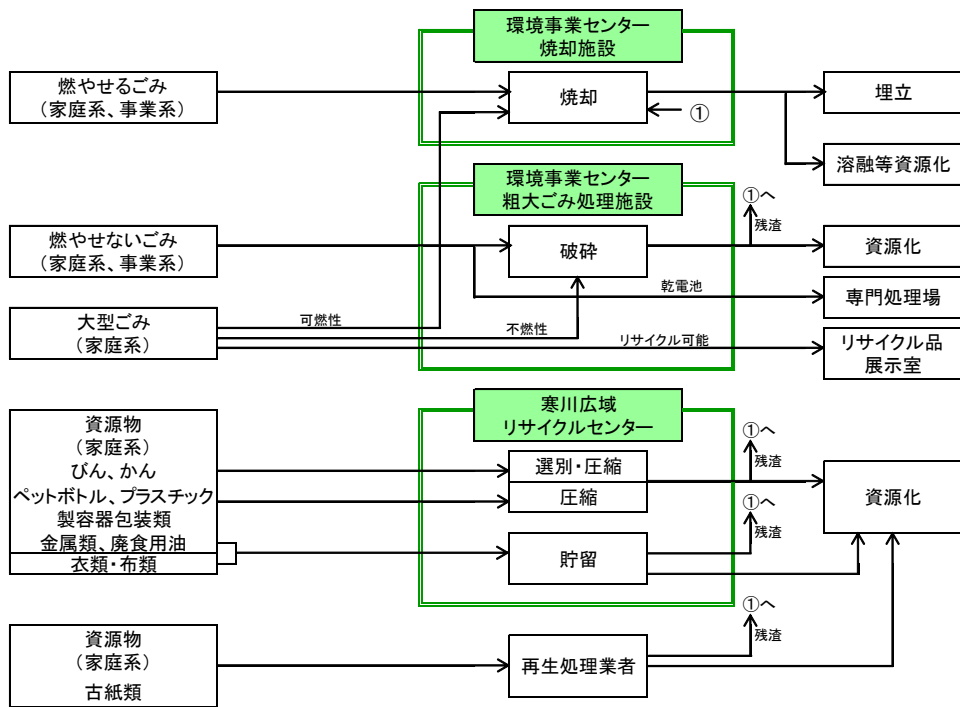 環境事業センター
焼却施設
燃やせるごみ
（家庭系、事業系）
焼却
①
埋立
溶融等資源化
環境事業センター
粗大ごみ処理施設
①へ
残渣
燃やせないごみ
（家庭系、事業系）
破砕
資源化
乾電池
専門処理場
大型ごみ
（家庭系）
可燃性
不燃性
リサイクル可能
リサイクル品
展示室
寒川広域
リサイクルセンター
資源物
（家庭系）
びん、かん
ペットボトル、プラスチック
製容器包装類
金属類、廃食用油
衣類・布類
選別・圧縮
圧縮
①へ
残渣
資源化
①へ
残渣
貯留
①へ
残渣
資源物
（家庭系）
古紙類
再生処理業者